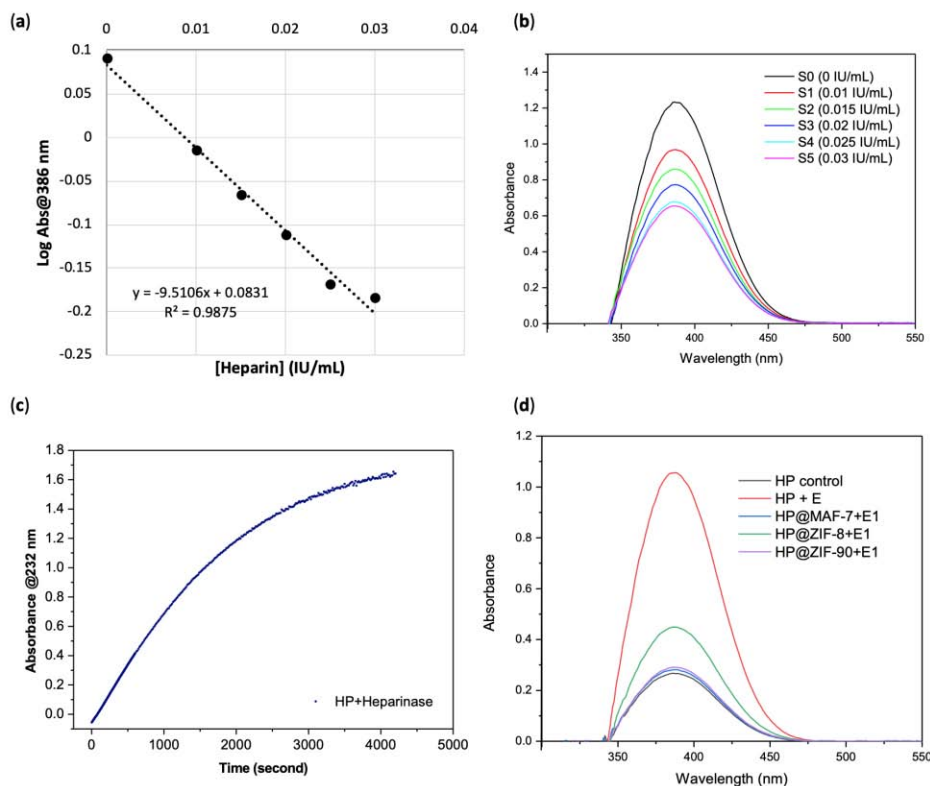 (a)
0 0.01 0.02 0.03 0.04
0.1
0.05
0
-0.05
-0.1
-0.15
-0.2
-0.25
Log Abs@386 nm
y = -9.5106x + 0.0831
R² = 0.9875
[Heparin] (IU/mL)
(b)
1.4
1.2
1.0
0.8
0.6
0.4
0.2
0.0
Absorbance
S0 (0 IU/mL)
S1 (0.01 IU/mL)
S2 (0.015 IU/mL)
S3 (0.02 IU/mL)
S4 (0.025 IU/mL)
S5 (0.03 IU/mL)
350 400 450 500 550
Wavelength (nm)
(c)
1.8
1.6
1.4
1.2
1.0
0.8
0.6
0.4
0.2
0.0
Absorbance @232 nm
HP+Heparinase
0 1000 2000 3000 4000 5000
Time (second)
(d)
1.2
1.0
0.8
0.6
0.4
0.2
0.0
Absorbance
HP control
HP + E
HP@MAF-7+E1
HP@ZIF-8+E1
HP@ZIF-90+E1
350 400 450 500 550
Wavelength (nm)